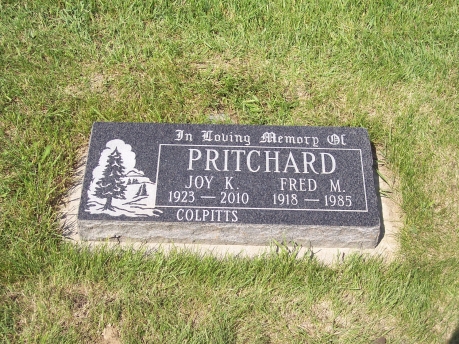 In Loving Memory Of
PRITCHARD
JOY K. FRED M.
1923 — 2010 1918 — 1985
COLPITTS